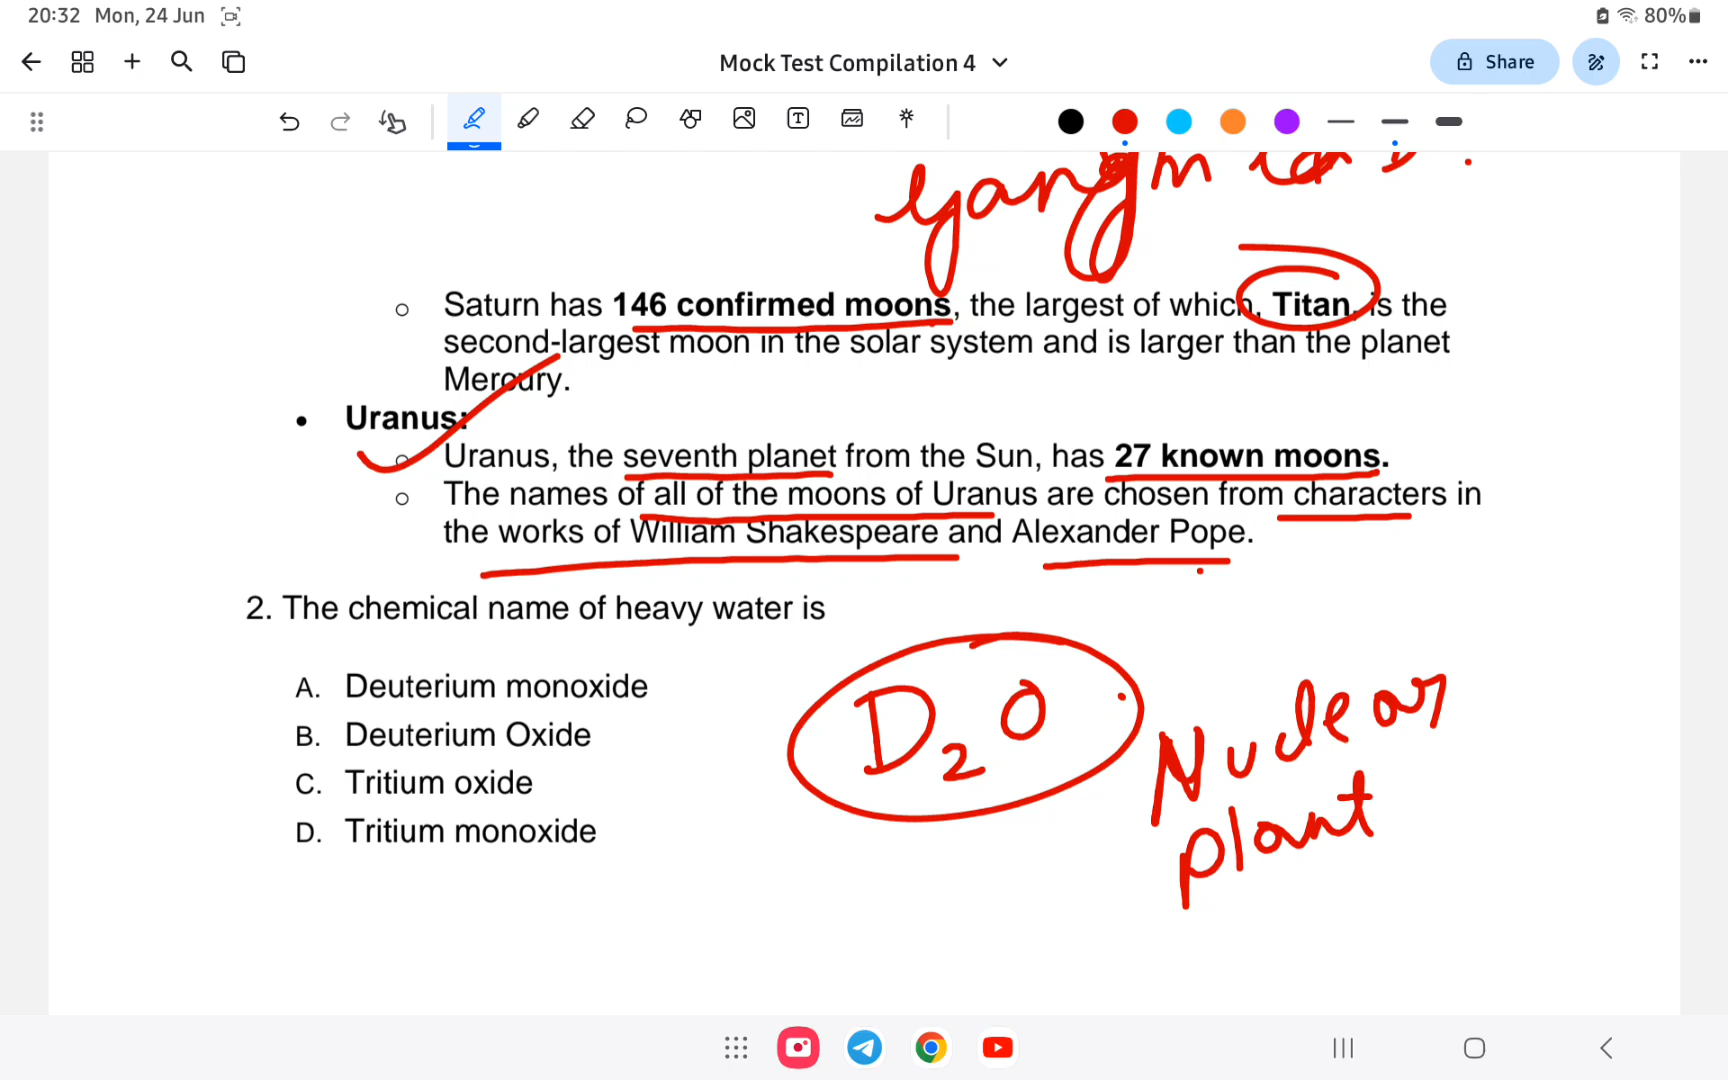 20:32 Mon, 24 Jun
80%
Mock Test Compilation 4
Share
Saturn has 146 confirmed moons, the largest of which, Titan, is the
second-largest moon in the solar system and is larger than the planet
Mercury.
Uranus:
Uranus, the seventh planet from the Sun, has 27 known moons.
The names of all of the moons of Uranus are chosen from characters in
the works of William Shakespeare and Alexander Pope.
2. The chemical name of heavy water is
A. Deuterium monoxide
B. Deuterium Oxide
C. Tritium oxide
D. Tritium monoxide
D₂O
Nuclear
plant